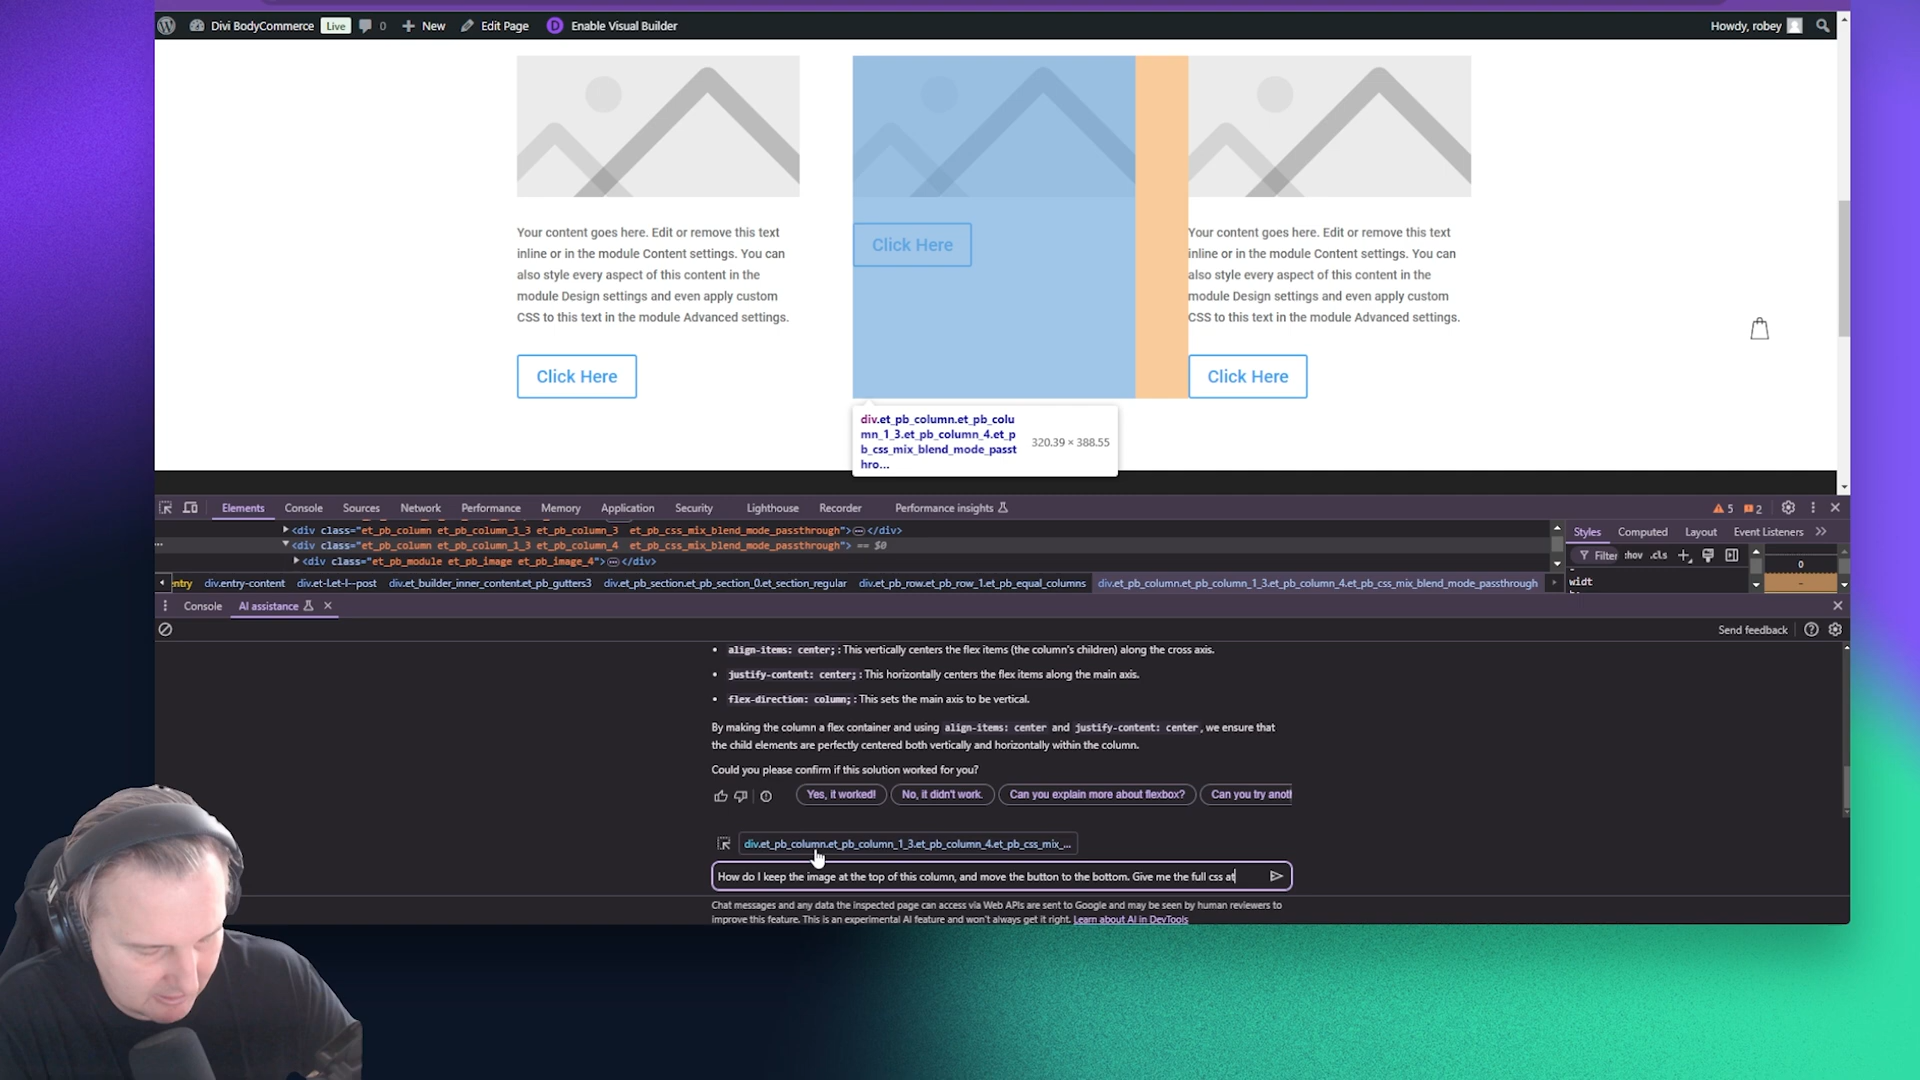 Divi BodyCommerce Live 0 New Edit Page D Enable Visual Builder Howdy, robey
Your content goes here. Edit or remove this text
inline or in the module Content settings. You can
also style every aspect of this content in the
module Design settings and even apply custom
CSS to this text in the module Advanced settings.
Click Here
Click Here
Your content goes here. Edit or remove this text
inline or in the module Content settings. You can
also style every aspect of this content in the
module Design settings and even apply custom
CSS to this text in the module Advanced settings.
Click Here
div.et_pb_column.et_pb_colu
mn_1_3.et_pb_column_4.et_p
b_css_mix_blend_mode_passt
hro...
320.39 × 388.55
Elements Console Sources Network Performance Memory Application Security Lighthouse Recorder Performance insights 5 2
<div class="et_pb_column et_pb_column_1_3 et_pb_column_3 et_pb_css_mix_blend_mode_passthrough"></div>
<div class="et_pb_column et_pb_column_1_3 et_pb_column_4 et_pb_css_mix_blend_mode_passthrough"> == $0
<div class="et_pb_module et_pb_image et_pb_image_4"></div>
entry div.entry-content div.et-l.et-l--post div.et_builder_inner_content.et_pb_gutters3 div.et_pb_section.et_pb_section_0.et_section_regular div.et_pb_row.et_pb_row_1.et_pb_equal_columns div.et_pb_column.et_pb_column_1_3.et_pb_column_4.et_pb_css_mix_blend_mode_passthrough
Styles Computed Layout Event Listeners
Filter :hov .cls
0
widt
-
Console AI assistance
Send feedback
align-items: center;: This vertically centers the flex items (the column's children) along the cross axis.
justify-content: center;: This horizontally centers the flex items along the main axis.
flex-direction: column;: This sets the main axis to be vertical.
By making the column a flex container and using align-items: center and justify-content: center, we ensure that
the child elements are perfectly centered both vertically and horizontally within the column.
Could you please confirm if this solution worked for you?
Yes, it worked! No, it didn't work. Can you explain more about flexbox? Can you try anot
div.et_pb_column.et_pb_column_1_3.et_pb_column_4.et_pb_css_mix_...
How do I keep the image at the top of this column, and move the button to the bottom. Give me the full css at
Chat messages and any data the inspected page can access via Web APIs are sent to Google and may be seen by human reviewers to
improve this feature. This is an experimental AI feature and won't always get it right. Learn about AI in DevTools